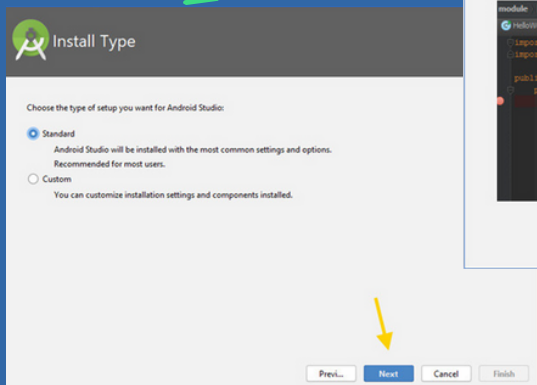 Install Type
Choose the type of setup you want for Android Studio:
Standard
Android Studio will be installed with the most common settings and options.
Recommended for most users.
Custom
You can customize installation settings and components installed.
Previ...
Next
Cancel
Finish
module